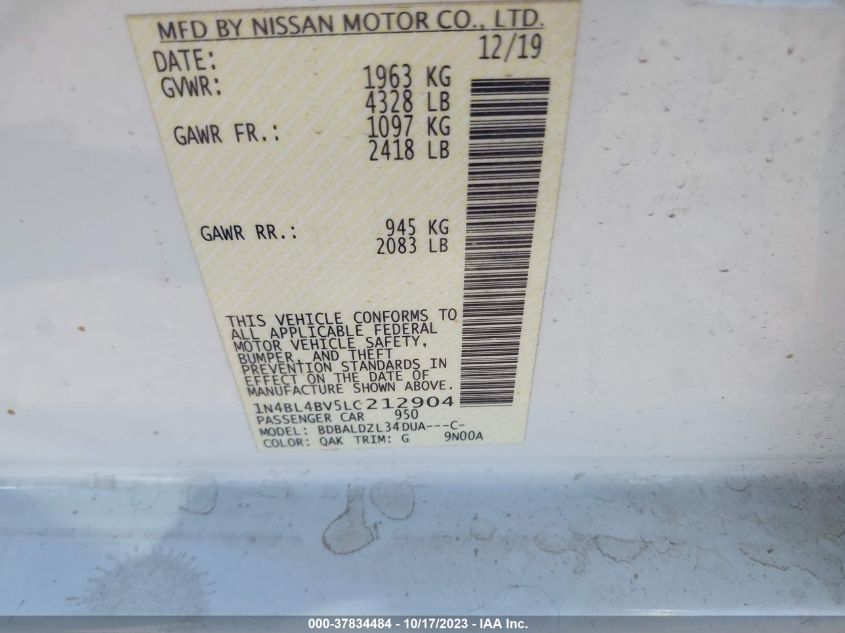 MFD BY NISSAN MOTOR CO., LTD.
DATE: 12/19
GVWR: 1963 KG
4328 LB
GAWR FR.: 1097 KG
2418 LB
GAWR RR.: 945 KG
2083 LB
THIS VEHICLE CONFORMS TO
ALL APPLICABLE FEDERAL
MOTOR VEHICLE SAFETY,
BUMPER, AND THEFT
PREVENTION STANDARDS IN
EFFECT ON THE DATE OF
MANUFACTURE SHOWN ABOVE.
1N4BL4BV5LC212904
PASSENGER CAR 950
MODEL: BDBALDZL34DUA---C-
COLOR: QAK TRIM: G 9N00A
000-37834484 - 10/17/2023 - IAA Inc.